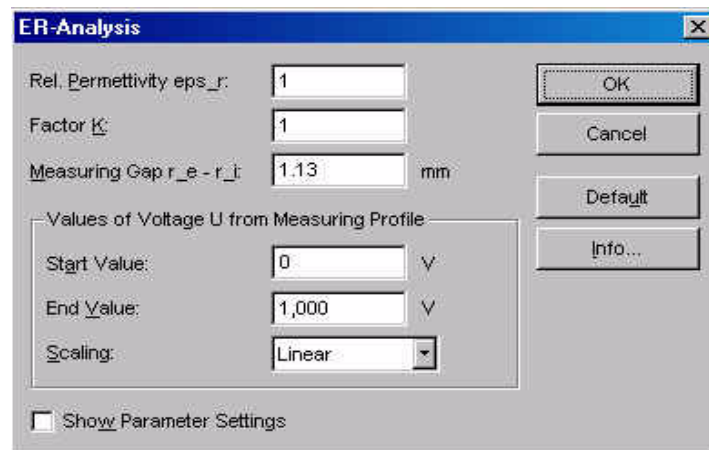 ER-Analysis
Rel. Permettivity eps_r: 1
OK
Factor K: 1
Cancel
Measuring Gap r_e - r_i: 1.13 mm
Default
Values of Voltage U from Measuring Profile
Info...
Start Value: 0 V
End Value: 1,000 V
Scaling: Linear
Show Parameter Settings